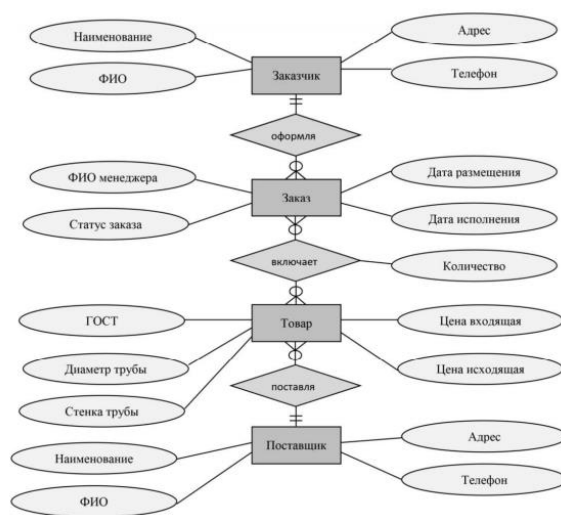 Наименование
Адрес
ФИО
Заказчик
Телефон
оформля
ФИО менеджера
Дата размещения
Заказ
Статус заказа
Дата исполнения
включает
Количество
ГОСТ
Товар
Цена входящая
Диаметр трубы
Цена исходящая
поставля
Стенка трубы
Поставщик
Адрес
Наименование
Телефон
ФИО